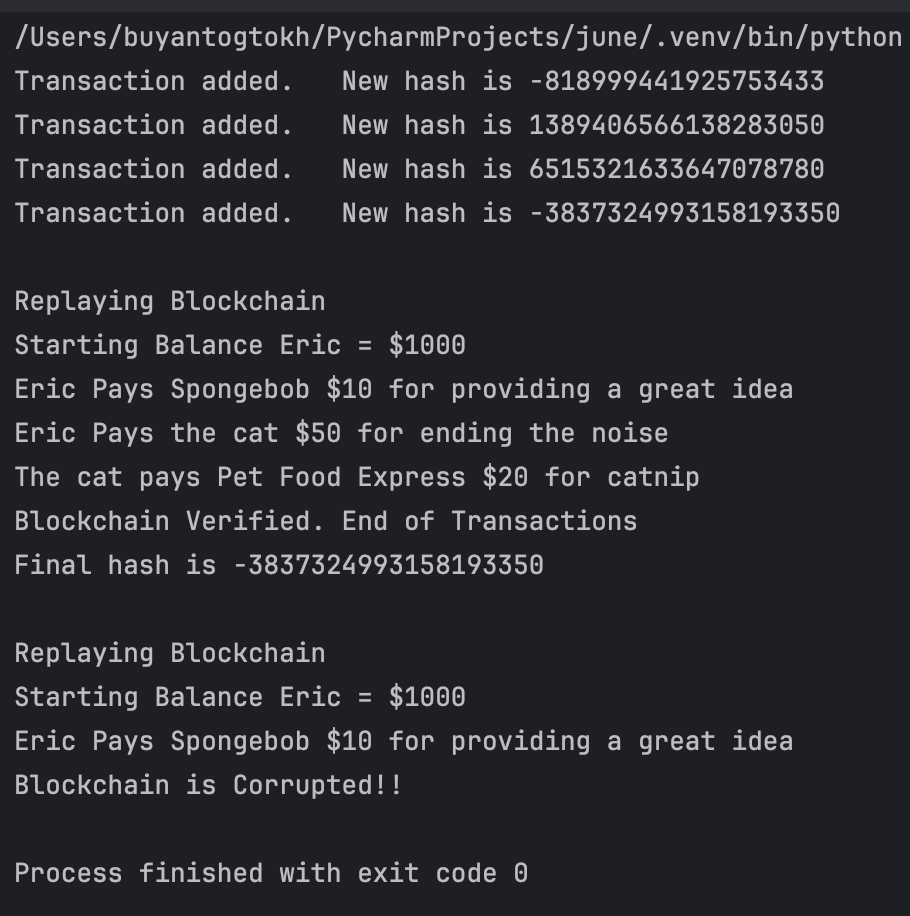 /Users/buyantogtokh/PycharmProjects/june/.venv/bin/python
Transaction added.   New hash is -818999441925753433
Transaction added.   New hash is 1389406566138283050
Transaction added.   New hash is 6515321633647078780
Transaction added.   New hash is -3837324993158193350
Replaying Blockchain
Starting Balance Eric = $1000
Eric Pays Spongebob $10 for providing a great idea
Eric Pays the cat $50 for ending the noise
The cat pays Pet Food Express $20 for catnip
Blockchain Verified. End of Transactions
Final hash is -3837324993158193350
Replaying Blockchain
Starting Balance Eric = $1000
Eric Pays Spongebob $10 for providing a great idea
Blockchain is Corrupted!!
Process finished with exit code 0